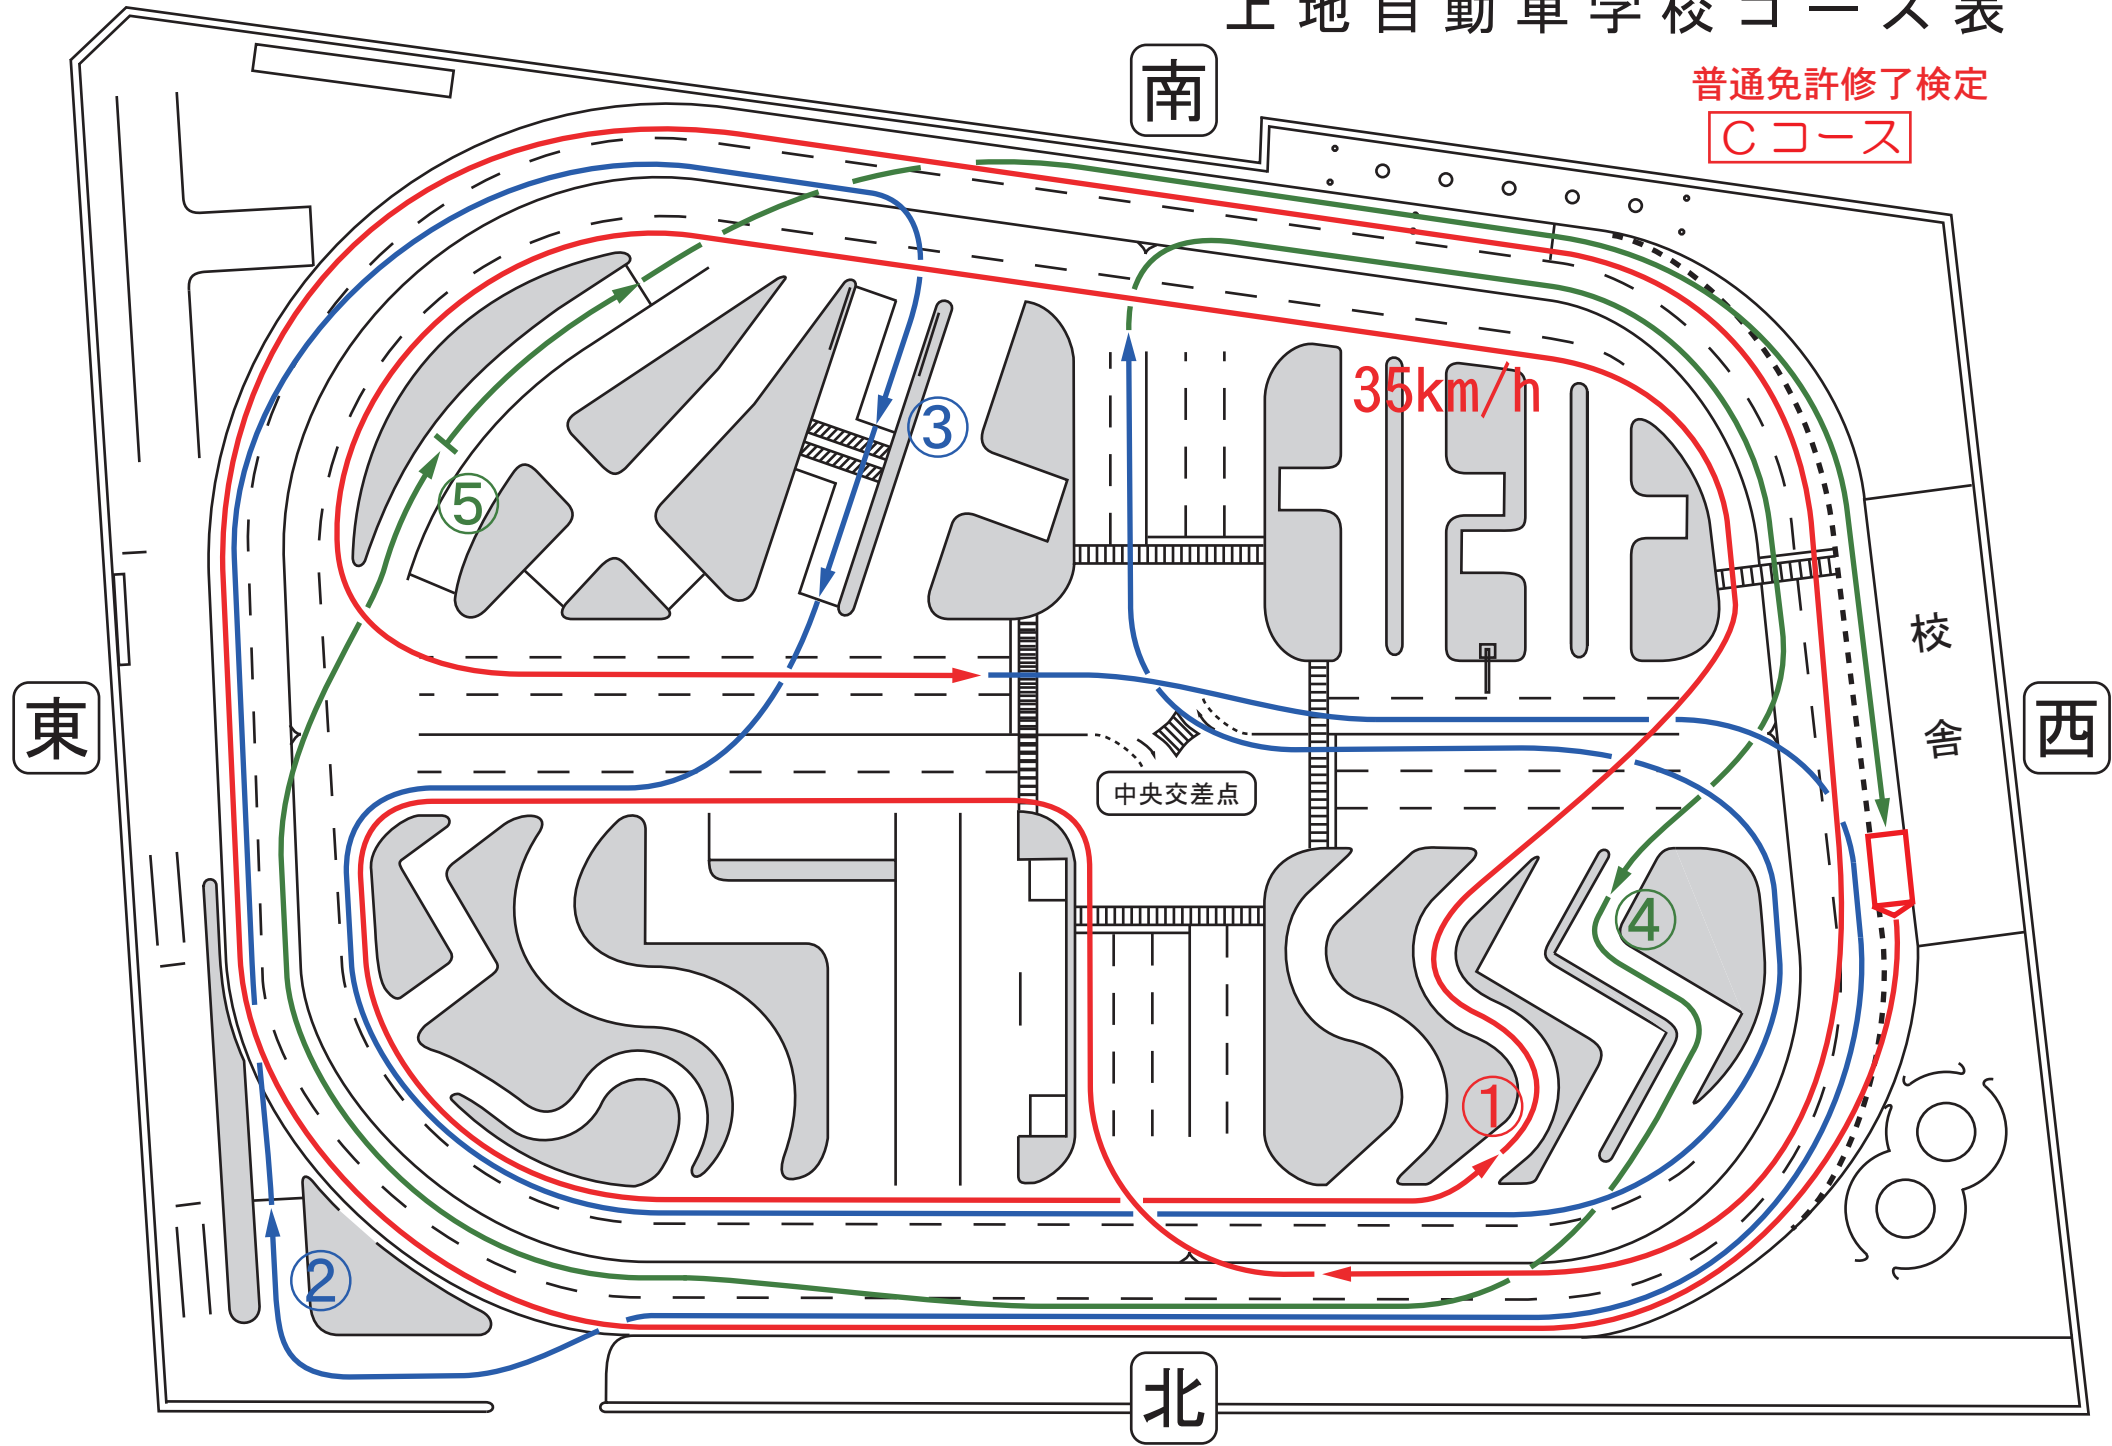 上地自動車学校コース表
普通免許修了検定
Cコース
南
35km/h
③
⑤
校舎
東
西
中央交差点
④
①
②
北